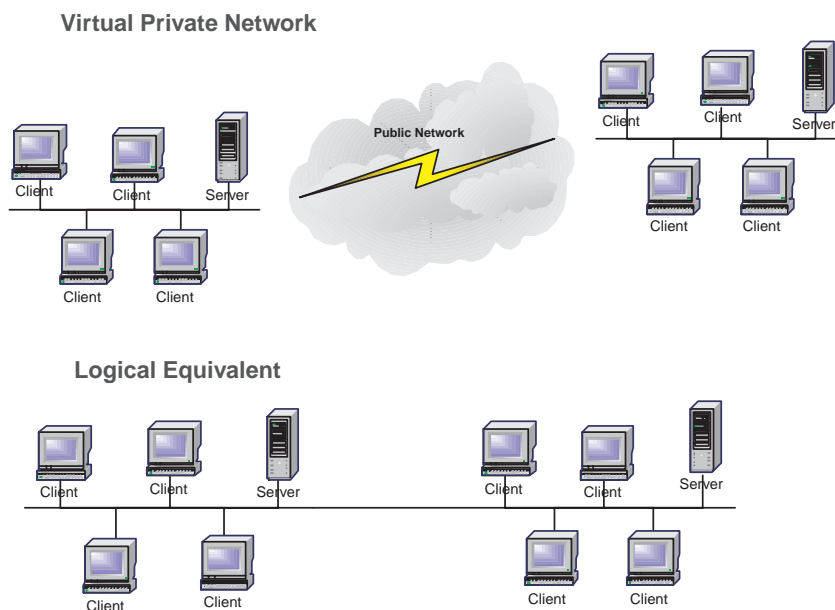 Virtual Private Network
Public Network
Client
Client
Server
Client
Client
Client
Client
Server
Client
Client
Logical Equivalent
Client
Client
Server
Client
Client
Client
Client
Server
Client
Client